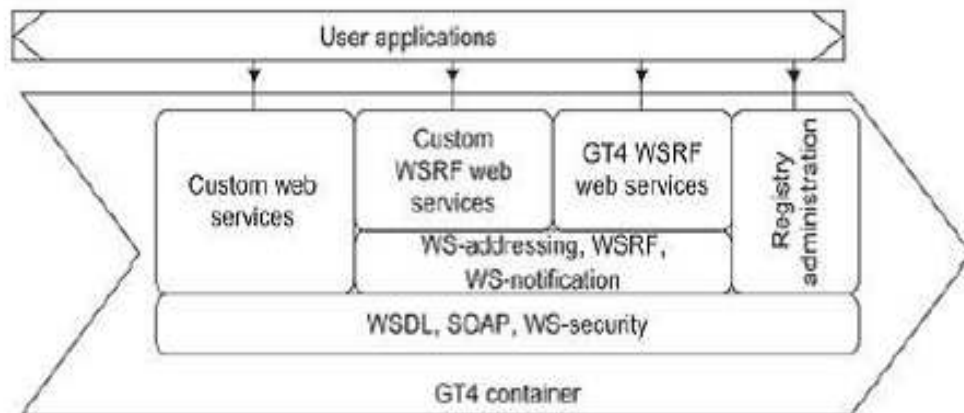 User applications
Custom web
services
Custom
WSRF web
services
GT4 WSRF
web services
Registry
administration
WS-addressing, WSRF,
WS-notification
WSDL, SOAP, WS-security
GT4 container